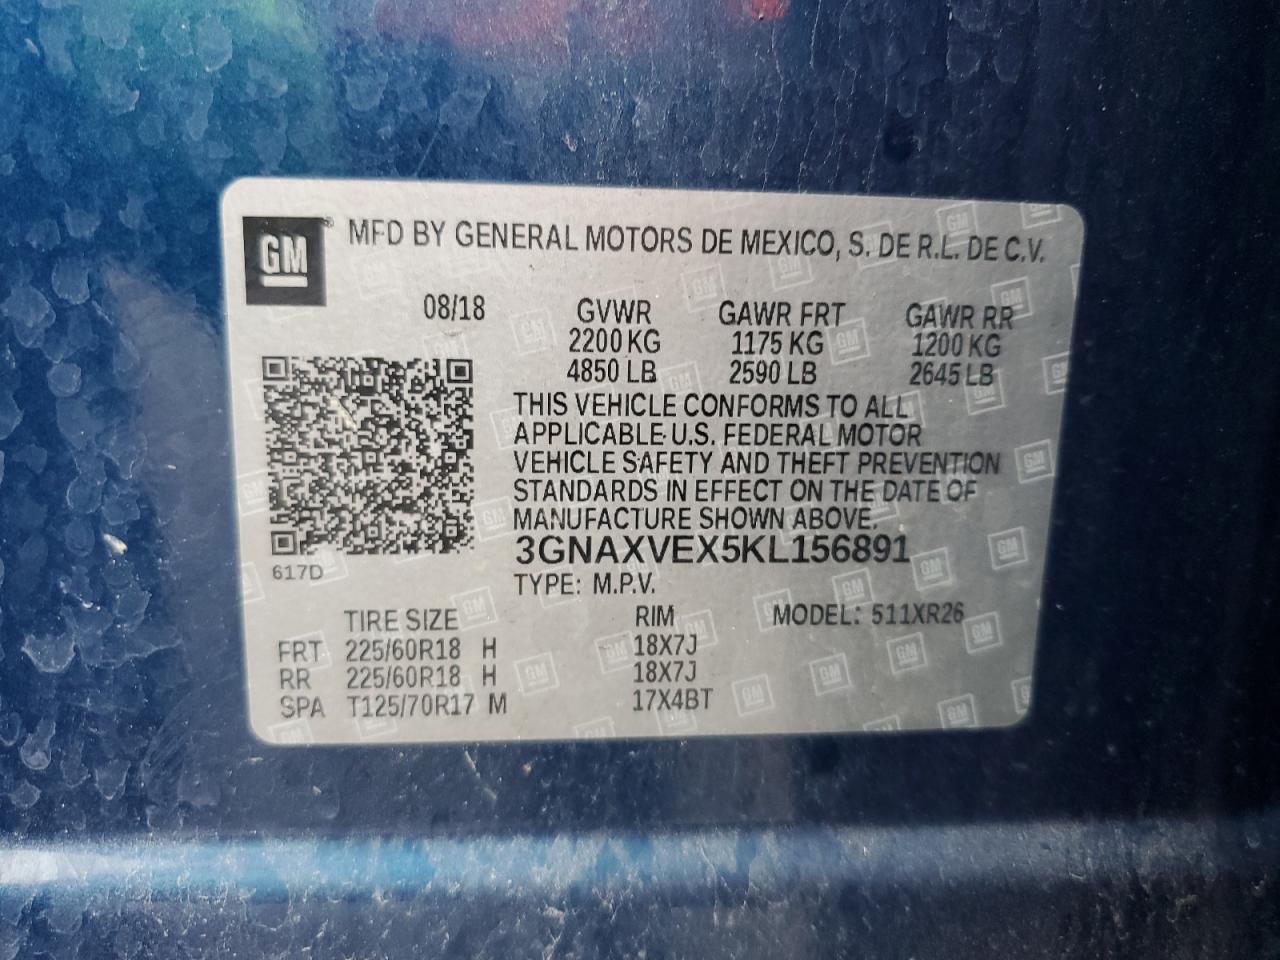 GM ® MFD BY GENERAL MOTORS DE MEXICO, S. DE R.L. DE C.V.
08/18 GVWR GAWR FRT GAWR RR
2200 KG 1175 KG 1200 KG
4850 LB 2590 LB 2645 LB
THIS VEHICLE CONFORMS TO ALL
APPLICABLE U.S. FEDERAL MOTOR
VEHICLE SAFETY AND THEFT PREVENTION
STANDARDS IN EFFECT ON THE DATE OF
MANUFACTURE SHOWN ABOVE.
3GNAXVEX5KL156891
617D
TYPE: M.P.V.
TIRE SIZE RIM MODEL: 511XR26
FRT 225/60R18 H 18X7J
RR 225/60R18 H 18X7J
SPA T125/70R17 M 17X4BT